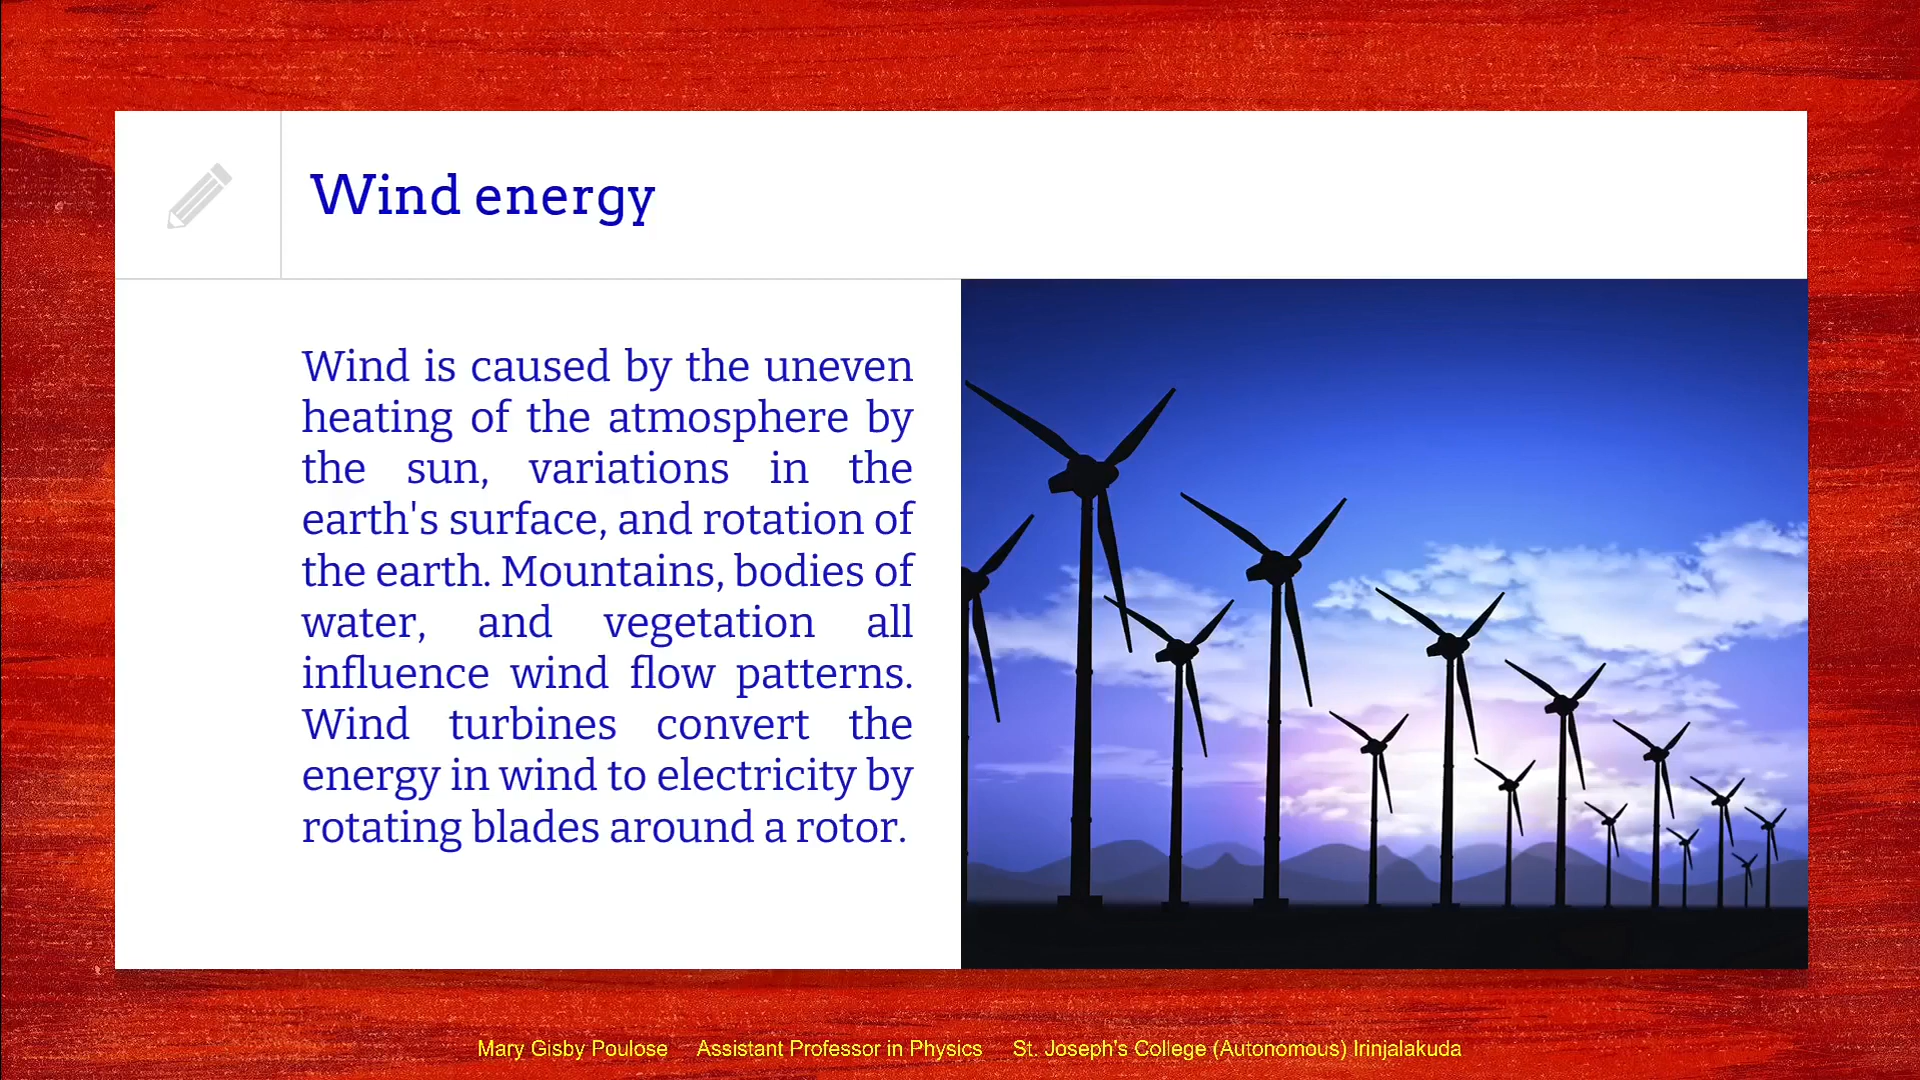 Wind energy
Wind is caused by the uneven
heating of the atmosphere by
the sun, variations in the
earth's surface, and rotation of
the earth. Mountains, bodies of
water, and vegetation all
influence wind flow patterns.
Wind turbines convert the
energy in wind to electricity by
rotating blades around a rotor.
Mary Gisby Poulose Assistant Professor in Physics St. Joseph's College (Autonomous) Irinjalakuda